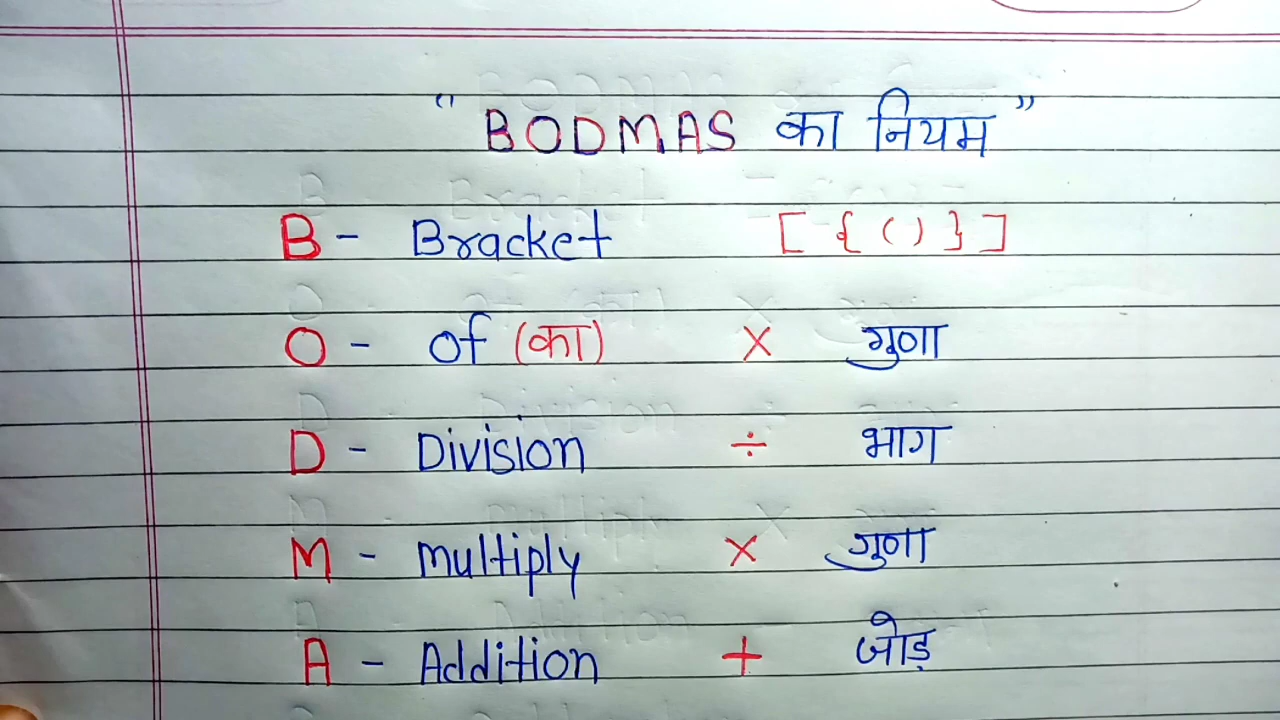 " BODMAS का नियम "
B - Bracket [ { ( ) } ]
O - of (का) × गुणा
D - Division ÷ भाग
M - multiply × गुणा
A - Addition + जोड़